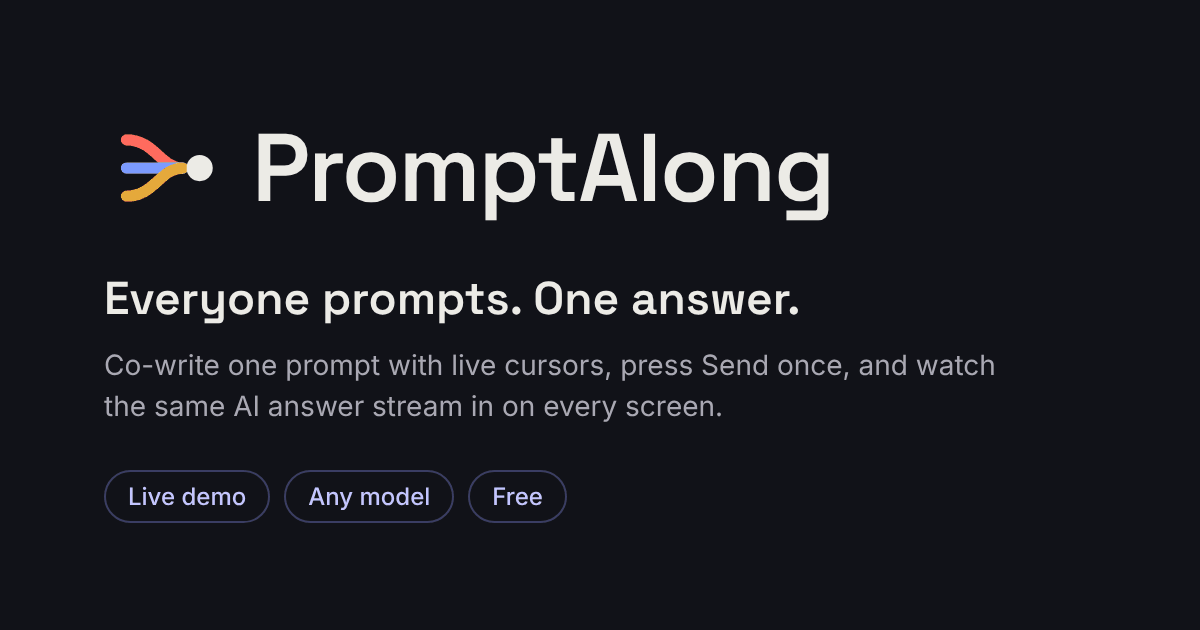 PromptAlong
Everyone prompts. One answer.
Co-write one prompt with live cursors, press Send once, and watch
the same AI answer stream in on every screen.
Live demo
Any model
Free